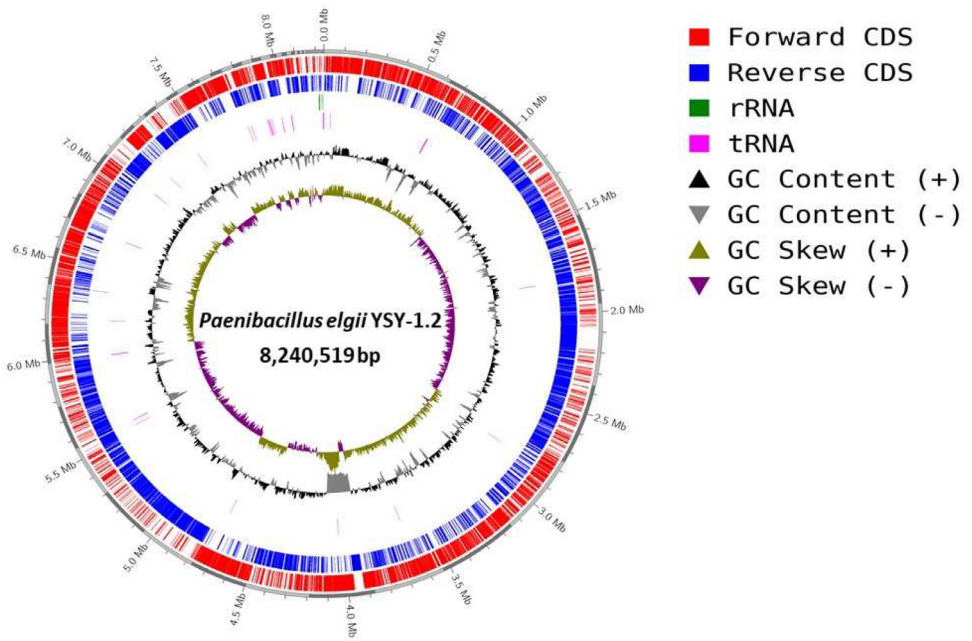 0.0 Mb
0.5 Mb
1.0 Mb
1.5 Mb
2.0 Mb
2.5 Mb
3.0 Mb
3.5 Mb
4.0 Mb
4.5 Mb
5.0 Mb
5.5 Mb
6.0 Mb
6.5 Mb
7.0 Mb
7.5 Mb
8.0 Mb
Paenibacillus elgii YSY-1.2
8,240,519 bp
Forward CDS
Reverse CDS
rRNA
tRNA
GC Content (+)
GC Content (-)
GC Skew (+)
GC Skew (-)